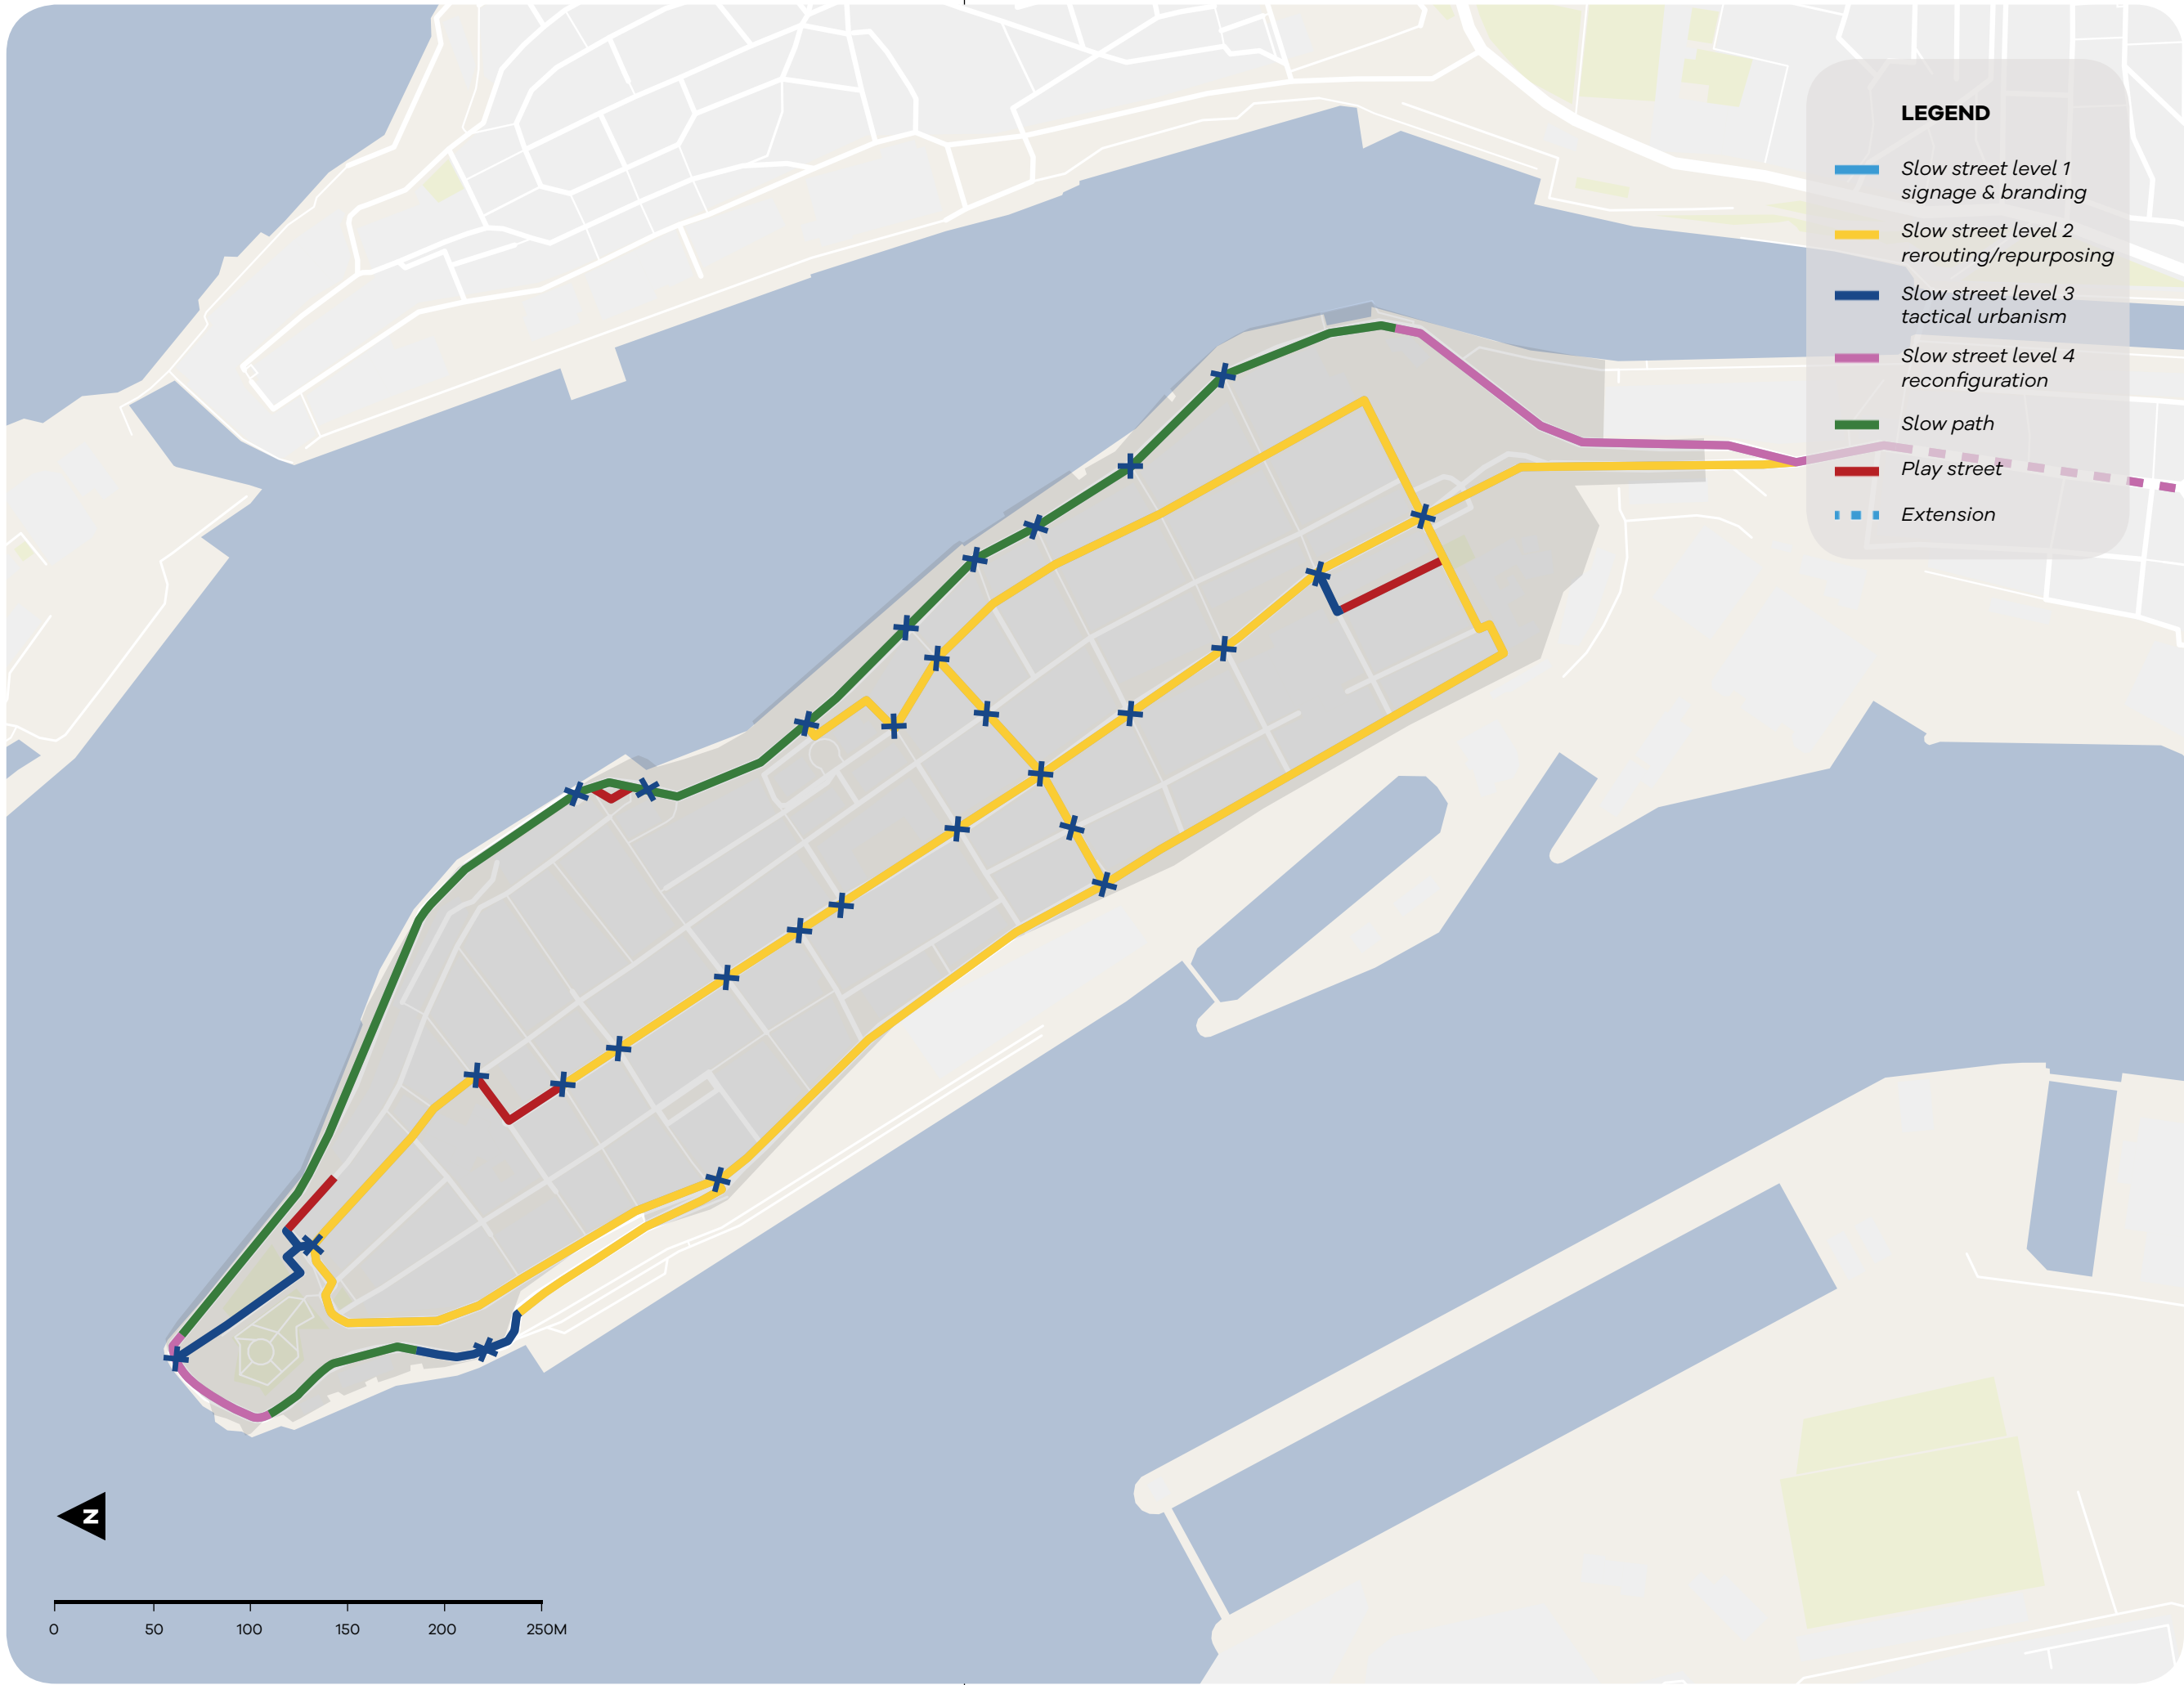 LEGEND
Slow street level 1
signage & branding
Slow street level 2
rerouting/repurposing
Slow street level 3
tactical urbanism
Slow street level 4
reconfiguration
Slow path
Play street
Extension
N
0 50 100 150 200 250M